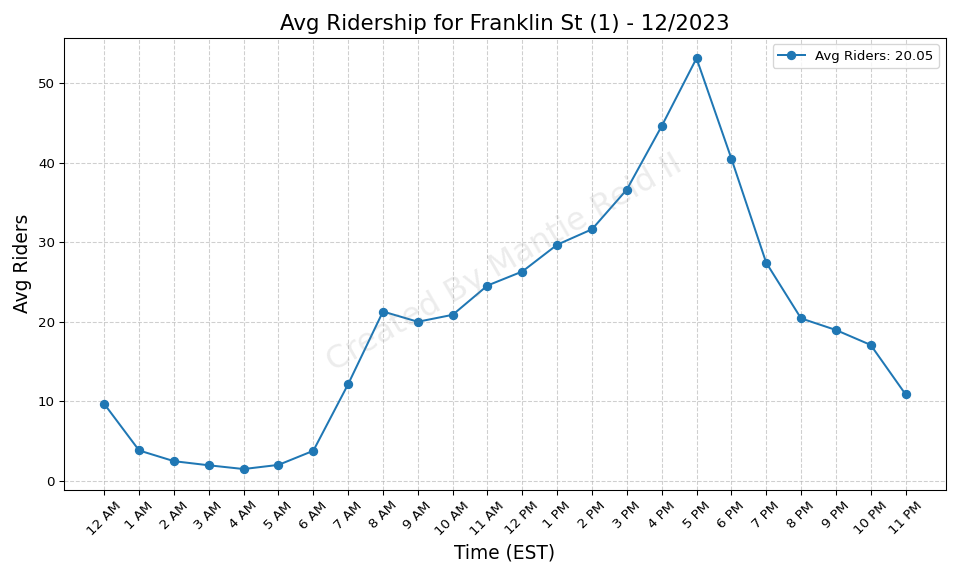 Avg Ridership for Franklin St (1) - 12/2023
Avg Riders: 20.05
Avg Riders
50
40
30
20
10
0
Created By Mantie Reid II
12 AM
1 AM
2 AM
3 AM
4 AM
5 AM
6 AM
7 AM
8 AM
9 AM
10 AM
11 AM
12 PM
1 PM
2 PM
3 PM
4 PM
5 PM
6 PM
7 PM
8 PM
9 PM
10 PM
11 PM
Time (EST)